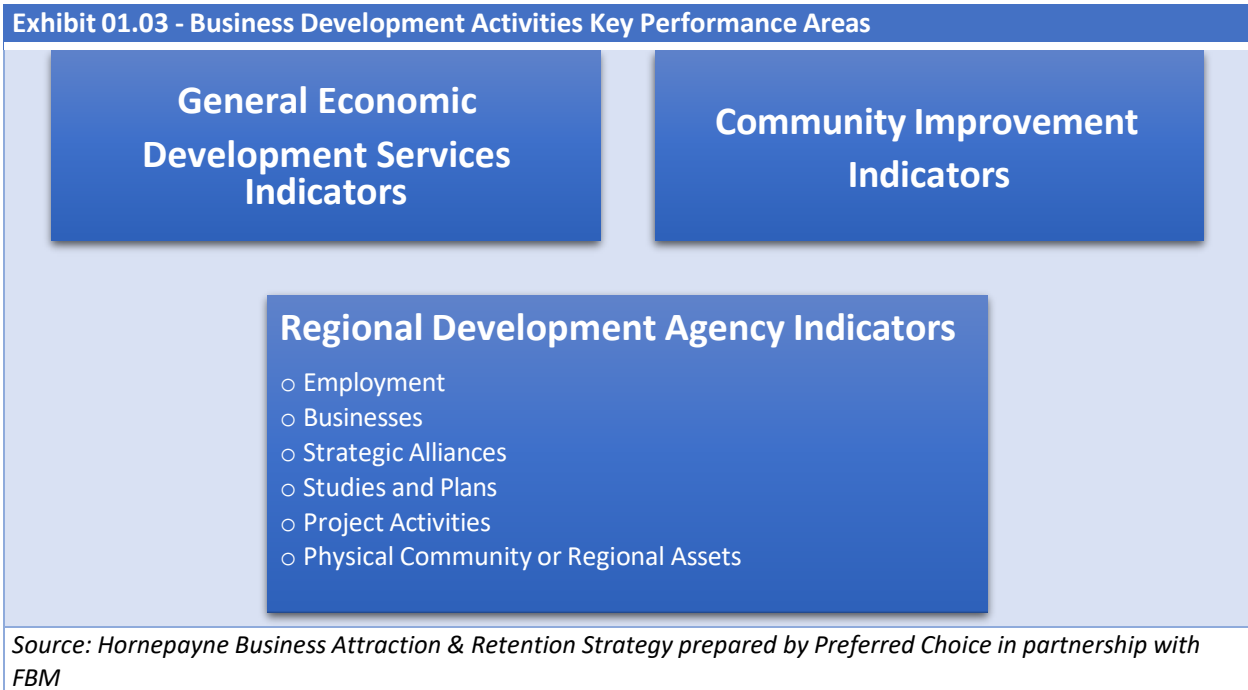 Exhibit 01.03 - Business Development Activities Key Performance Areas
General Economic
Development Services
Indicators
Community Improvement
Indicators
Regional Development Agency Indicators
o Employment
o Businesses
o Strategic Alliances
o Studies and Plans
o Project Activities
o Physical Community or Regional Assets
Source: Hornepayne Business Attraction & Retention Strategy prepared by Preferred Choice in partnership with
FBM